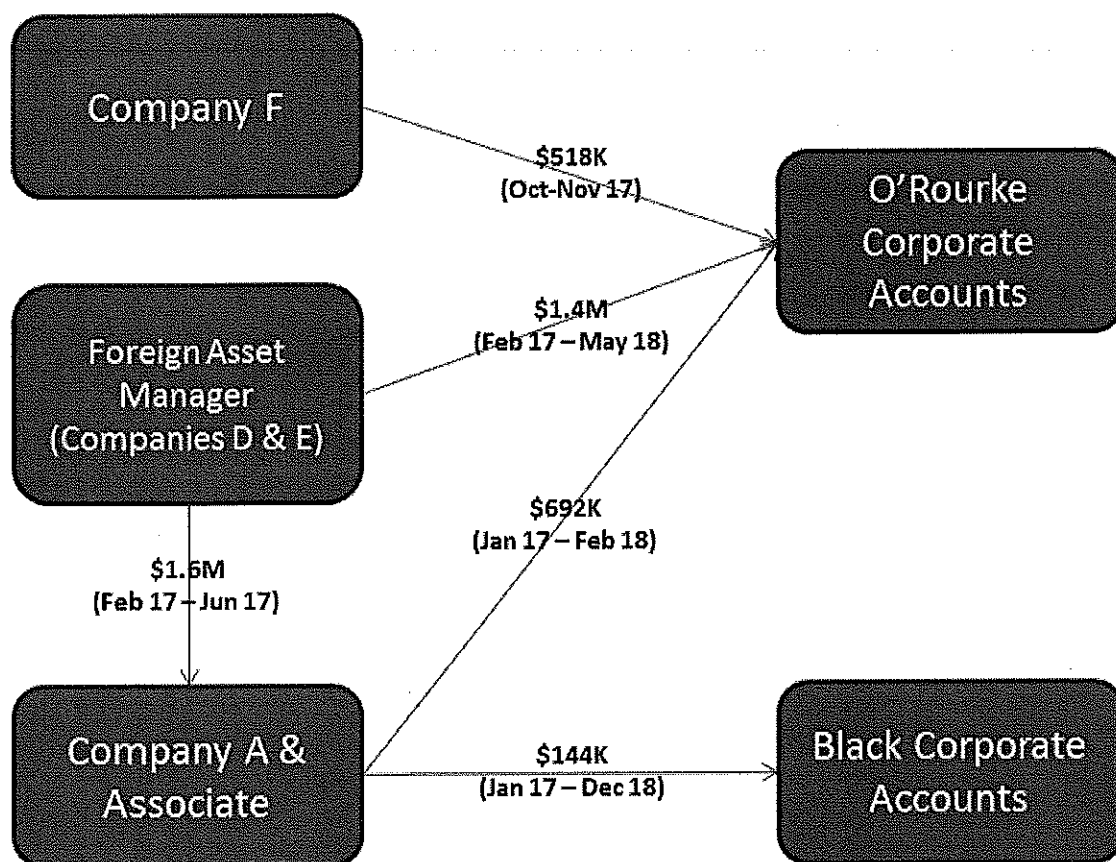 Company F
$518K
(Oct-Nov 17)
O'Rourke
Corporate
Accounts
Foreign Asset
Manager
(Companies D & E)
$1.4M
(Feb 17 – May 18)
$692K
(Jan 17 – Feb 18)
$1.6M
(Feb 17 – Jun 17)
Company A &
Associate
$144K
(Jan 17 – Dec 18)
Black Corporate
Accounts